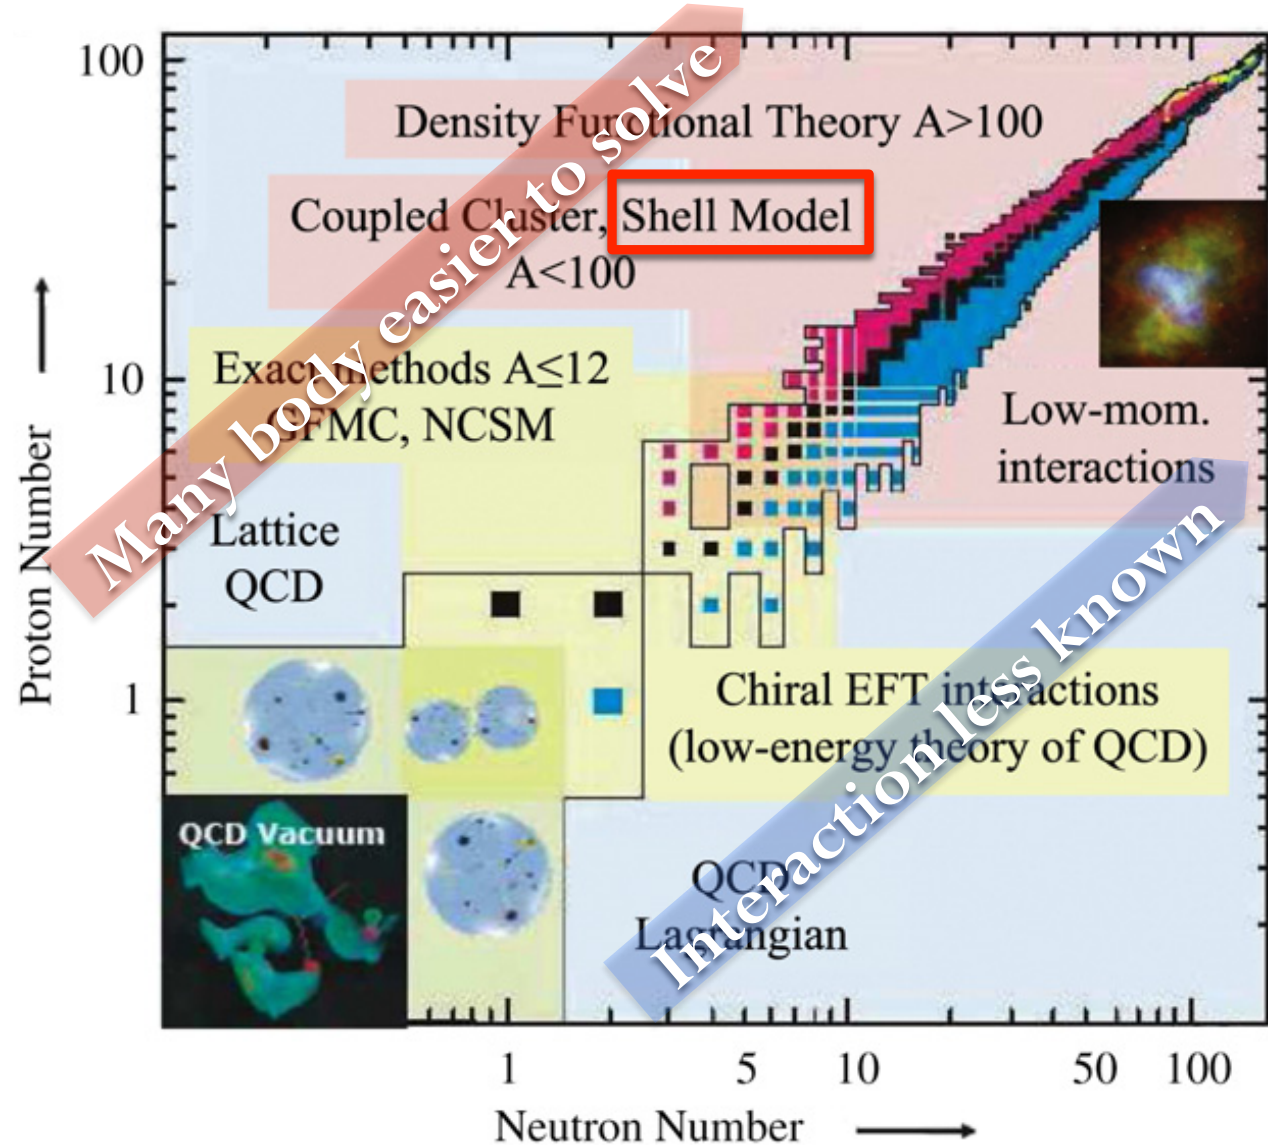 100
Density Functional Theory A>100
Coupled Cluster, Shell Model
A<100
Many body easier to solve
Exact methods A≤12
GFMC, NCSM
10
Low-mom.
interactions
Lattice
QCD
Proton Number
1
Chiral EFT interactions
(low-energy theory of QCD)
Interaction less known
QCD Vacuum
QCD
Lagrangian
1 5 10 50 100
Neutron Number